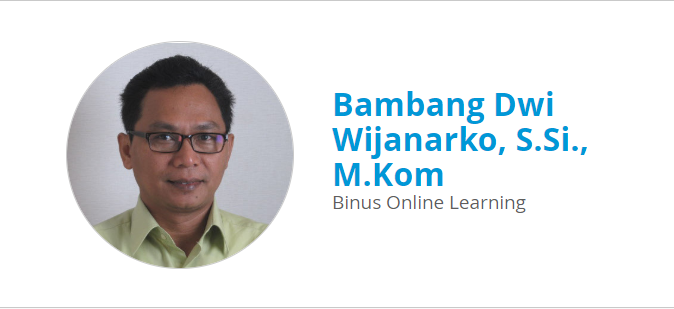 Bambang Dwi
Wijanarko, S.Si.,
M.Kom
Binus Online Learning